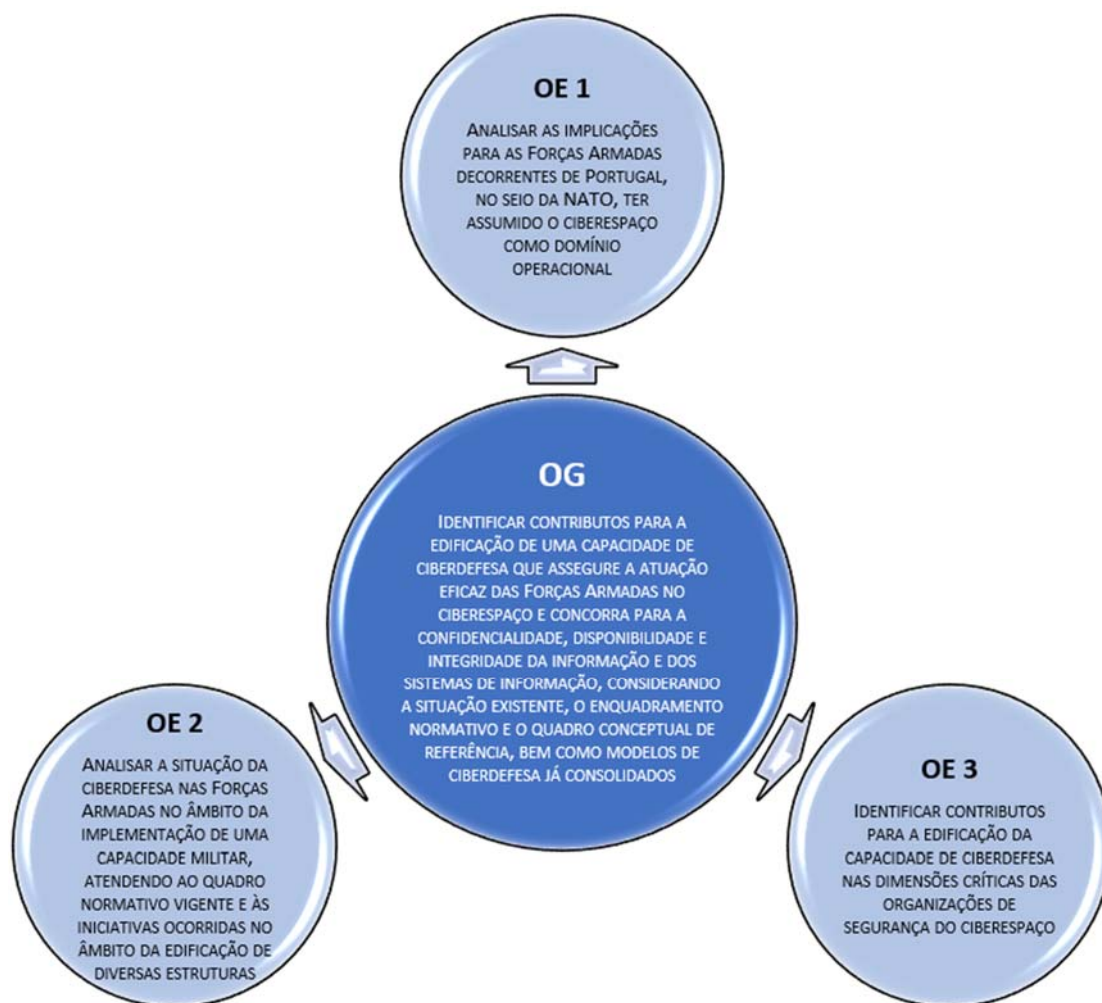 OE 1
ANALISAR AS IMPLICAÇÕES
PARA AS FORÇAS ARMADAS
DECORRENTES DE PORTUGAL,
NO SEIO DA NATO, TER
ASSUMIDO O CIBERESPAÇO
COMO DOMÍNIO
OPERACIONAL
OG
IDENTIFICAR CONTRIBUTOS PARA A
EDIFICAÇÃO DE UMA CAPACIDADE DE
CIBERDEFESA QUE ASSEGURE A ATUAÇÃO
EFICAZ DAS FORÇAS ARMADAS NO
CIBERESPAÇO E CONCORRA PARA A
CONFIDENCIALIDADE, DISPONIBILIDADE E
INTEGRIDADE DA INFORMAÇÃO E DOS
SISTEMAS DE INFORMAÇÃO, CONSIDERANDO
A SITUAÇÃO EXISTENTE, O ENQUADRAMENTO
NORMATIVO E O QUADRO CONCEPTUAL DE
REFERÊNCIA, BEM COMO MODELOS DE
CIBERDEFESA JÁ CONSOLIDADOS
OE 2
ANALISAR A SITUAÇÃO DA
CIBERDEFESA NAS FORÇAS
ARMADAS NO ÂMBITO DA
IMPLEMENTAÇÃO DE UMA
CAPACIDADE MILITAR,
ATENDENDO AO QUADRO
NORMATIVO VIGENTE E ÀS
INICIATIVAS OCORRIDAS NO
ÂMBITO DA EDIFICAÇÃO DE
DIVERSAS ESTRUTURAS
OE 3
IDENTIFICAR CONTRIBUTOS
PARA A EDIFICAÇÃO DA
CAPACIDADE DE CIBERDEFESA
NAS DIMENSÕES CRÍTICAS DAS
ORGANIZAÇÕES DE
SEGURANÇA DO CIBERESPAÇO